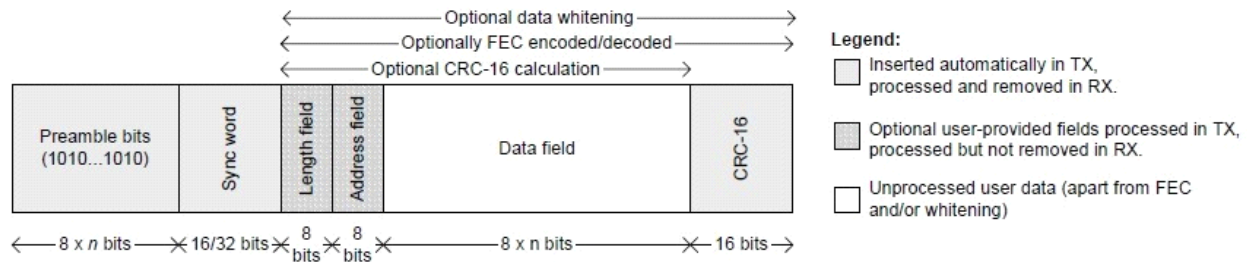 Optional data whitening
Optionally FEC encoded/decoded
Optional CRC-16 calculation
Preamble bits
(1010...1010)
Sync word
Length field
Address field
Data field
CRC-16
8 x n bits
16/32 bits
8
bits
8
bits
8 x n bits
16 bits
Legend:
Inserted automatically in TX,
processed and removed in RX.
Optional user-provided fields processed in TX,
processed but not removed in RX.
Unprocessed user data (apart from FEC
and/or whitening)